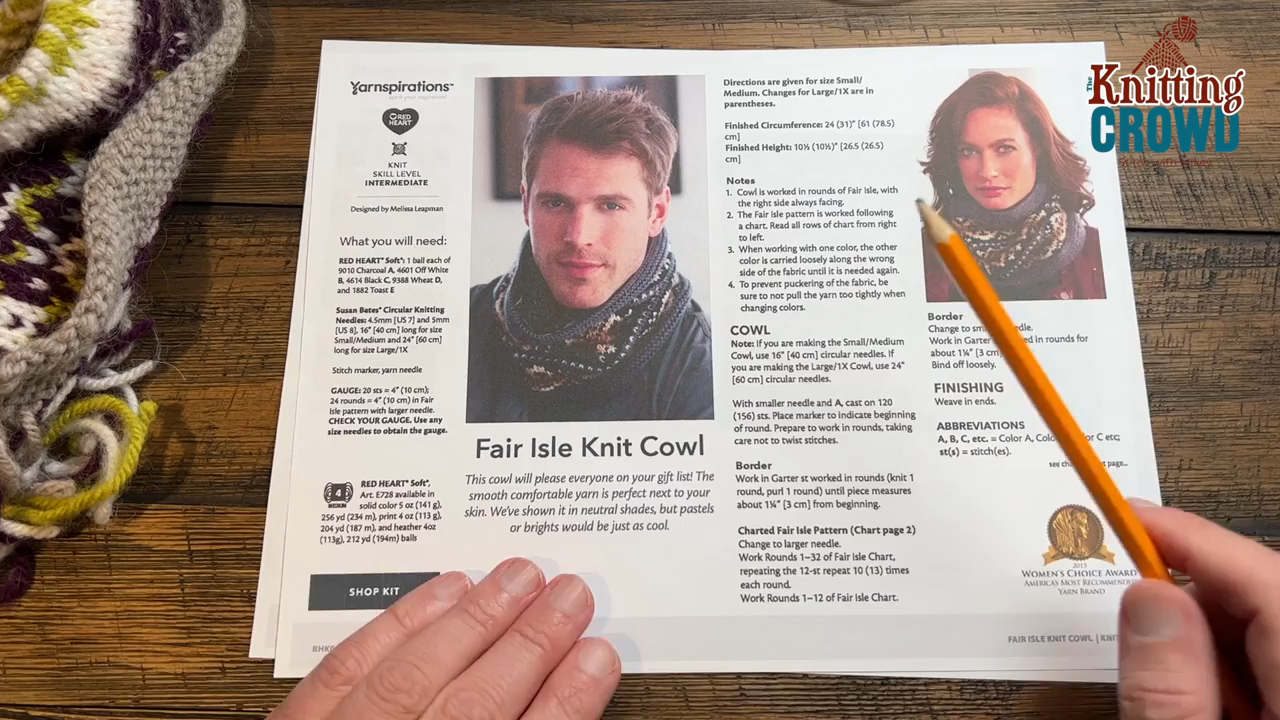 The
Knitting
CROWD
Yarnspirations™
RED
HEART
KNIT
SKILL LEVEL
INTERMEDIATE
Designed by Melissa Leapman
What you will need:
RED HEART® Soft®: 1 ball each of
9010 Charcoal A, 4601 Off White
B, 4614 Black C, 9388 Wheat D,
and 1882 Toast E
Susan Bates® Circular Knitting
Needles: 4.5mm [US 7] and 5mm
[US 8], 16" [40 cm] long for size
Small/Medium and 24" [60 cm]
long for size Large/1X
Stitch marker, yarn needle
GAUGE: 20 sts = 4" (10 cm);
24 rounds = 4" (10 cm) in Fair
Isle pattern with larger needle.
CHECK YOUR GAUGE. Use any
size needles to obtain the gauge.
4
MEDIUM
RED HEART® Soft®,
Art. E728 available in
solid color 5 oz (141 g),
256 yd (234 m), print 4 oz (113 g),
204 yd (187 m), and heather 4oz
(113g), 212 yd (194m) balls
SHOP KIT
Fair Isle Knit Cowl
This cowl will please everyone on your gift list! The
smooth comfortable yarn is perfect next to your
skin. We've shown it in neutral shades, but pastels
or brights would be just as cool.
Directions are given for size Small/
Medium. Changes for Large/1X are in
parentheses.
Finished Circumference: 24 (31)" [61 (78.5)
cm]
Finished Height: 10½ (10½)" [26.5 (26.5)
cm]
Notes
1. Cowl is worked in rounds of Fair Isle, with
the right side always facing.
2. The Fair Isle pattern is worked following
a chart. Read all rows of chart from right
to left.
3. When working with one color, the other
color is carried loosely along the wrong
side of the fabric until it is needed again.
4. To prevent puckering of the fabric, be
sure to not pull the yarn too tightly when
changing colors.
COWL
Note: If you are making the Small/Medium
Cowl, use 16" [40 cm] circular needles. If
you are making the Large/1X Cowl, use 24"
[60 cm] circular needles.
With smaller needle and A, cast on 120
(156) sts. Place marker to indicate beginning
of round. Prepare to work in rounds, taking
care not to twist stitches.
Border
Work in Garter st worked in rounds (knit 1
round, purl 1 round) until piece measures
about 1¼" [3 cm] from beginning.
Charted Fair Isle Pattern (Chart page 2)
Change to larger needle.
Work Rounds 1–32 of Fair Isle Chart,
repeating the 12-st repeat 10 (13) times
each round.
Work Rounds 1–12 of Fair Isle Chart.
Border
Change to sm edle.
Work in Garter ed in rounds for
about 1¼" [3 cm
Bind off loosely.
FINISHING
Weave in ends.
ABBREVIATIONS
A, B, C, etc. = Color A, Colo r C etc;
st(s) = stitch(es).
see cha t page...
2015
WOMEN'S CHOICE AWARD
AMERICA'S MOST RECOMMENDED
YARN BRAND
RHK
FAIR ISLE KNIT COWL | KNIT